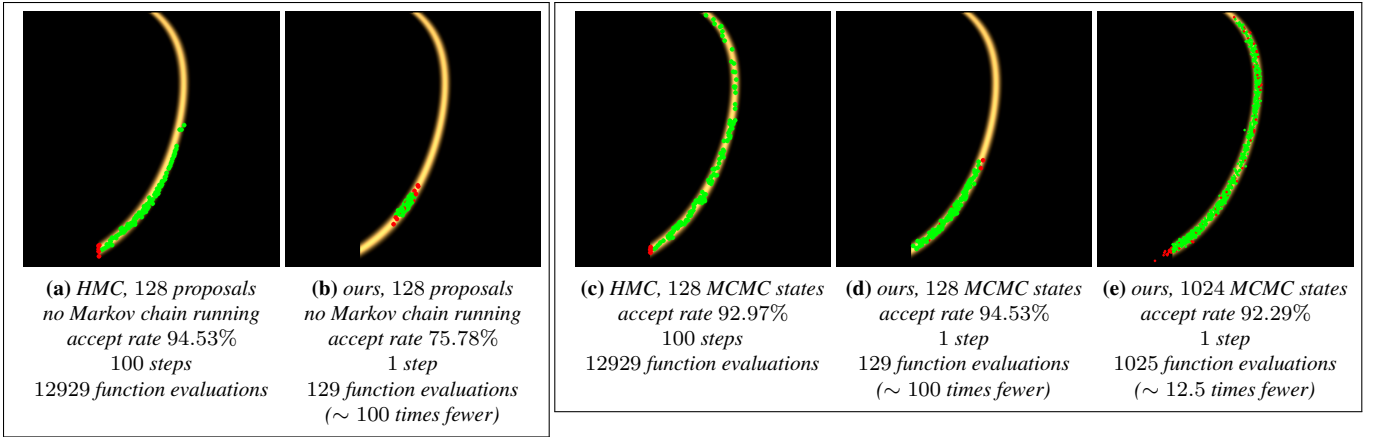 (a) HMC, 128 proposals
no Markov chain running
accept rate 94.53%
100 steps
12929 function evaluations
(b) ours, 128 proposals
no Markov chain running
accept rate 75.78%
1 step
129 function evaluations
(∼ 100 times fewer)
(c) HMC, 128 MCMC states
accept rate 92.97%
100 steps
12929 function evaluations
(d) ours, 128 MCMC states
accept rate 94.53%
1 step
129 function evaluations
(∼ 100 times fewer)
(e) ours, 1024 MCMC states
accept rate 92.29%
1 step
1025 function evaluations
(∼ 12.5 times fewer)